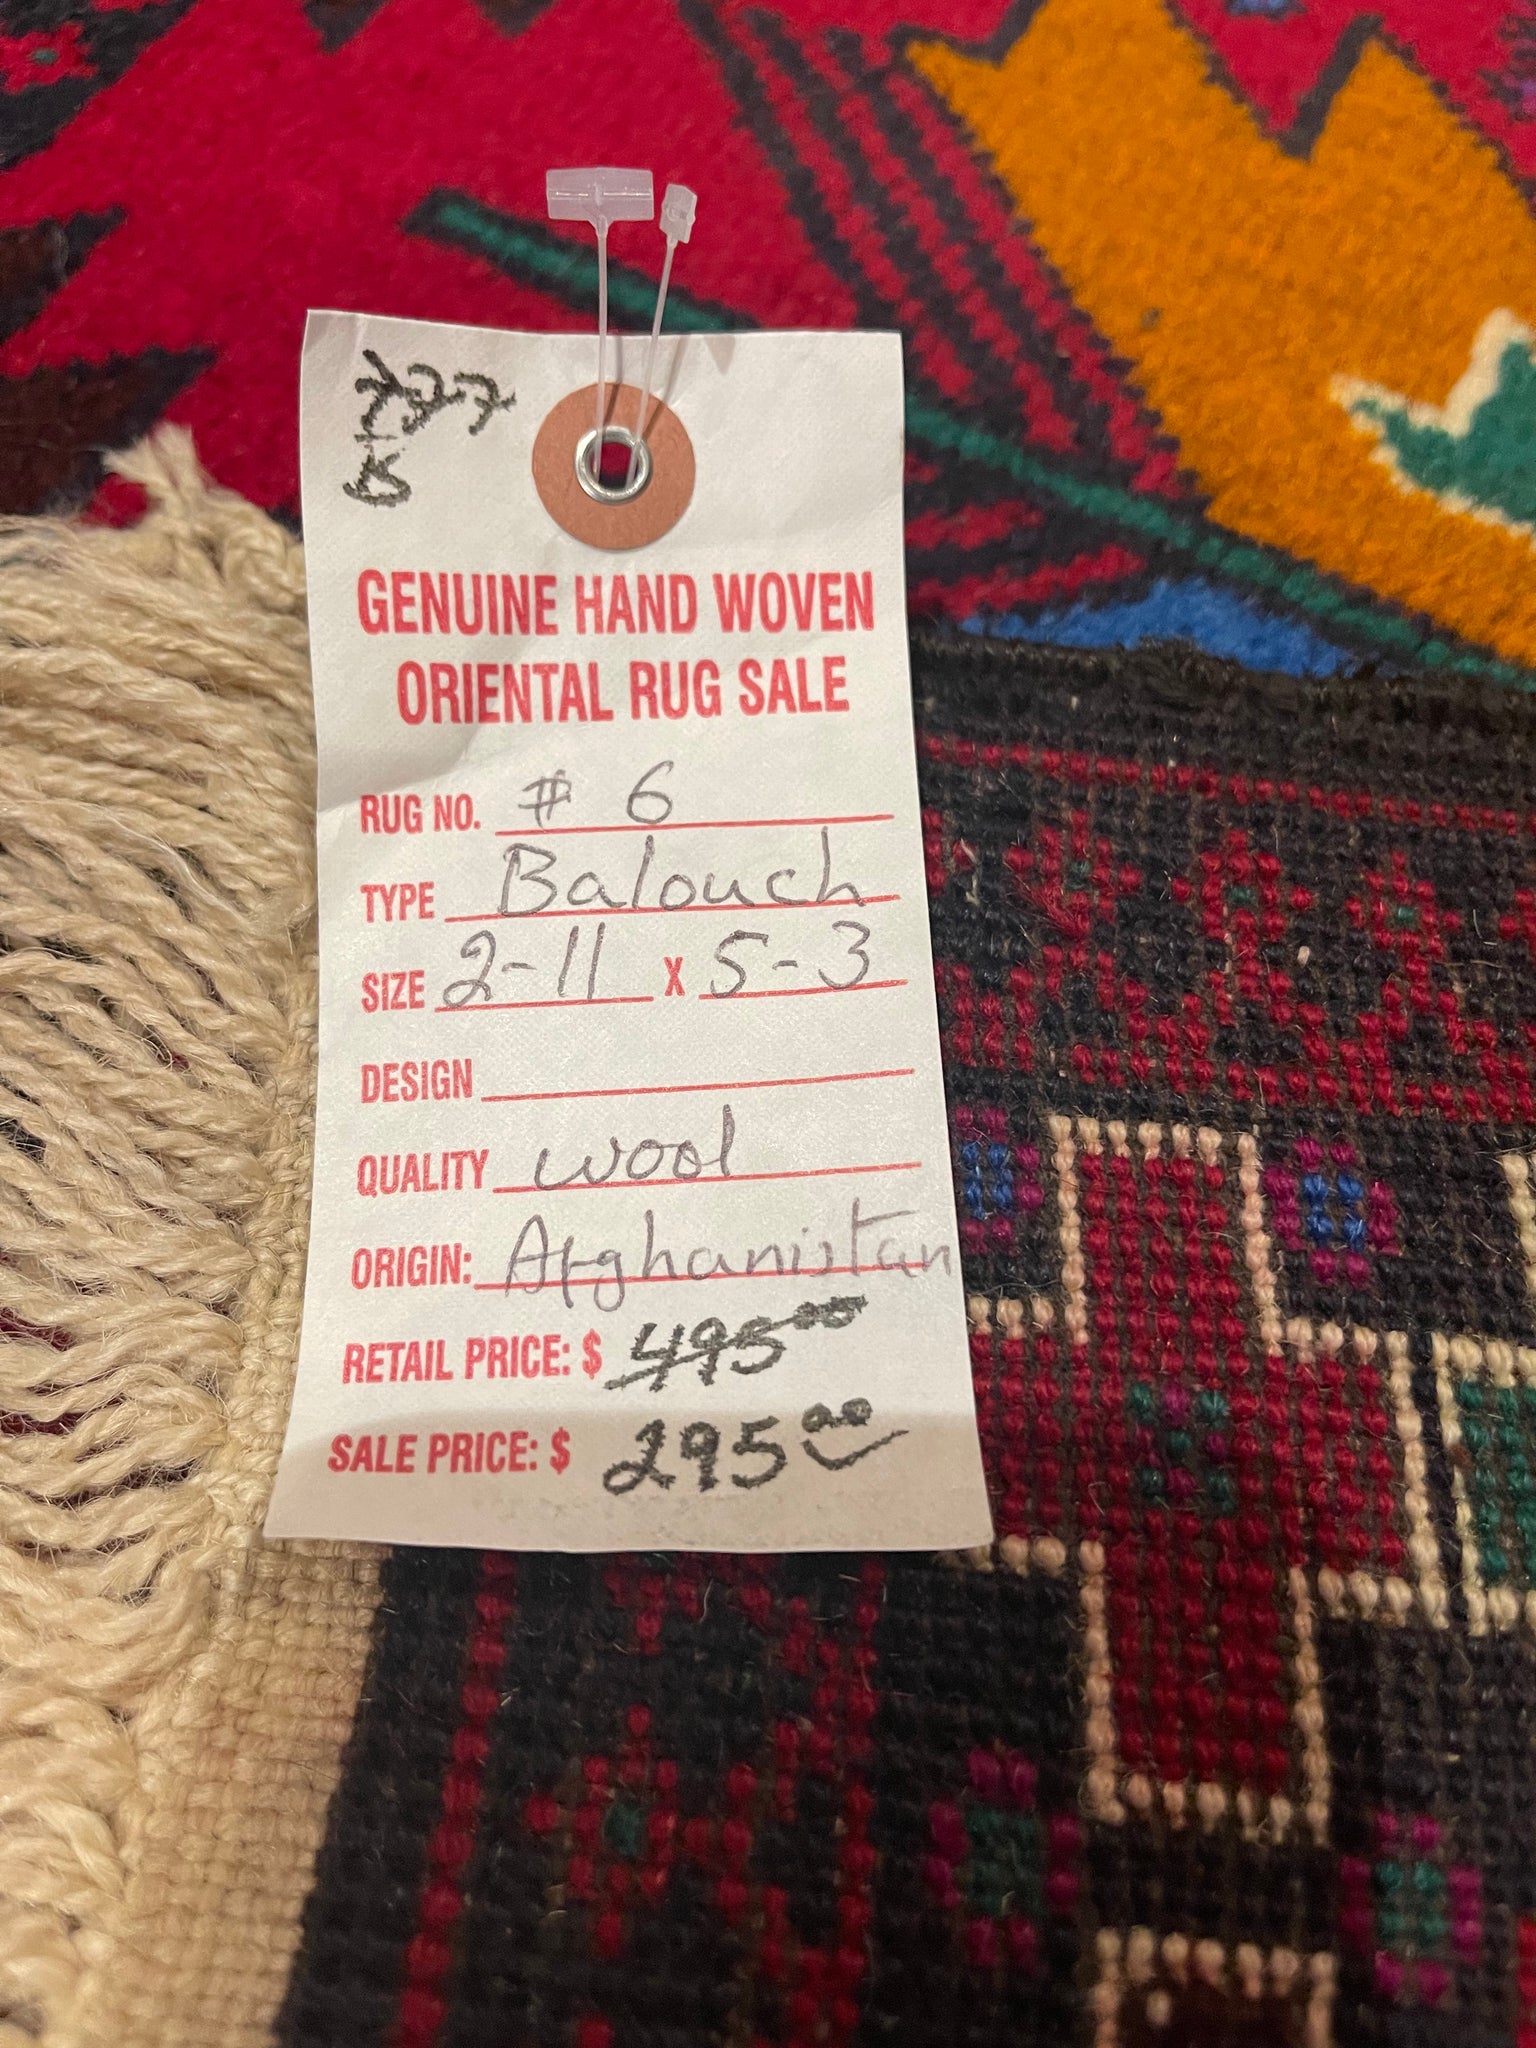 GENUINE HAND WOVEN
ORIENTAL RUG SALE
RUG NO. # 6
TYPE Balouch
SIZE 2-11 X 5-3
DESIGN
QUALITY wool
ORIGIN: Afghanistan
RETAIL PRICE: $ 495.00
SALE PRICE: $ 295.00